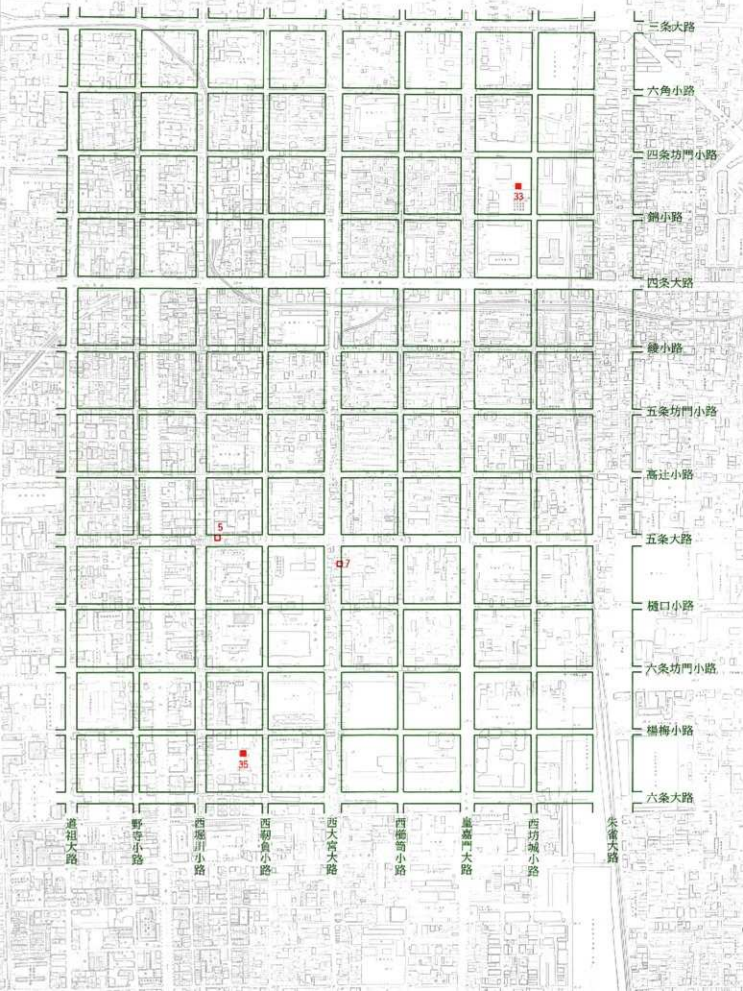 三条大路
六角小路
四条坊門小路
33
錦小路
四条大路
綾小路
五条坊門小路
高辻小路
5
五条大路
7
樋口小路
六条坊門小路
楊梅小路
35
六条大路
道祖大路
野寺小路
西堀川小路
西靭負小路
西大宮大路
西櫛笥小路
皇嘉門大路
西坊城小路
朱雀大路